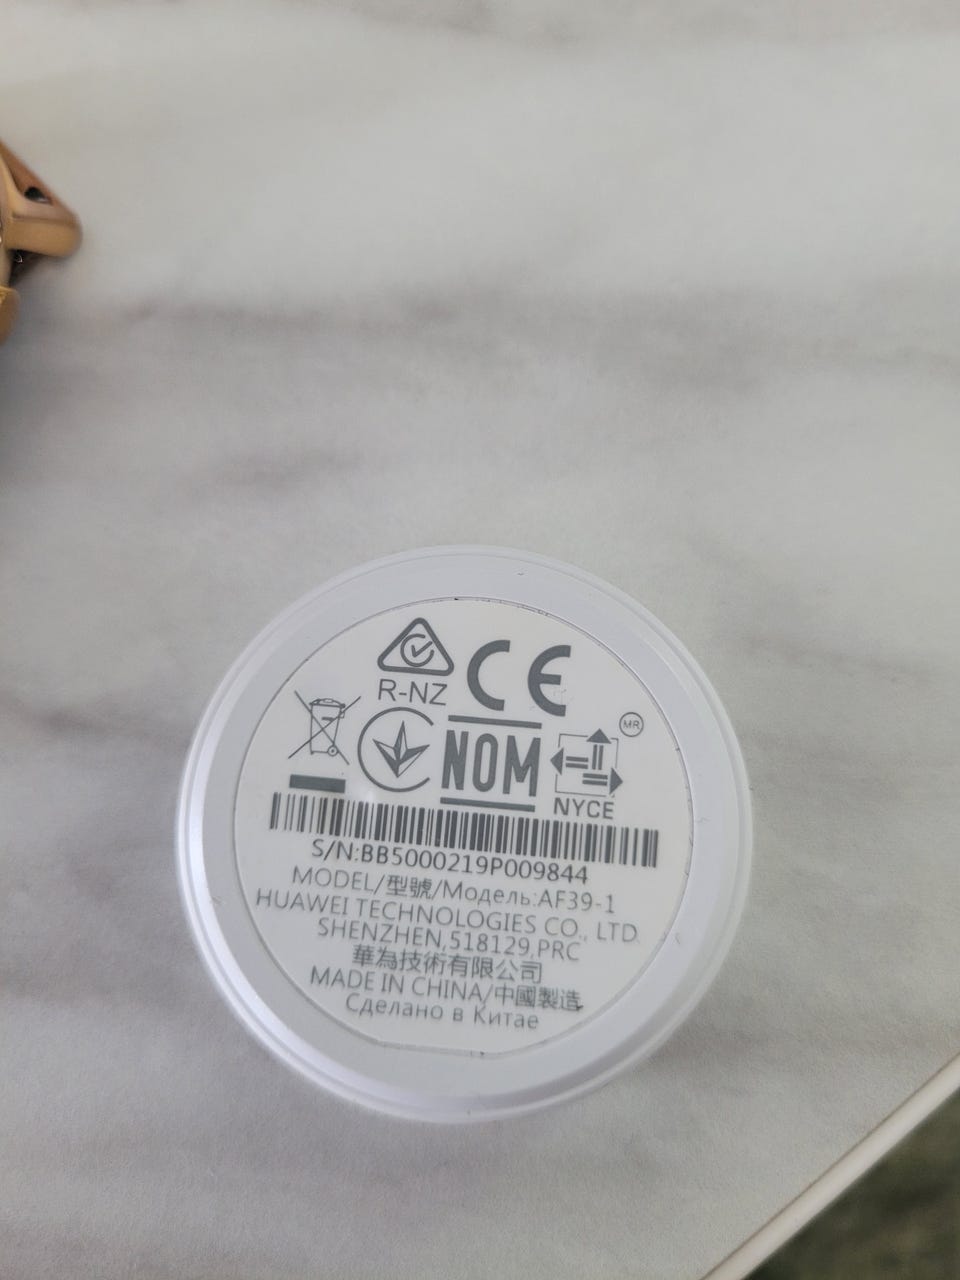 R-NZ
CE
NOM
MR
NYCE
S/N:BB5000219P009844
MODEL/型號/Модель:AF39-1
HUAWEI TECHNOLOGIES CO., LTD.
SHENZHEN,518129,PRC
華為技術有限公司
MADE IN CHINA/中國製造
Сделано в Китае